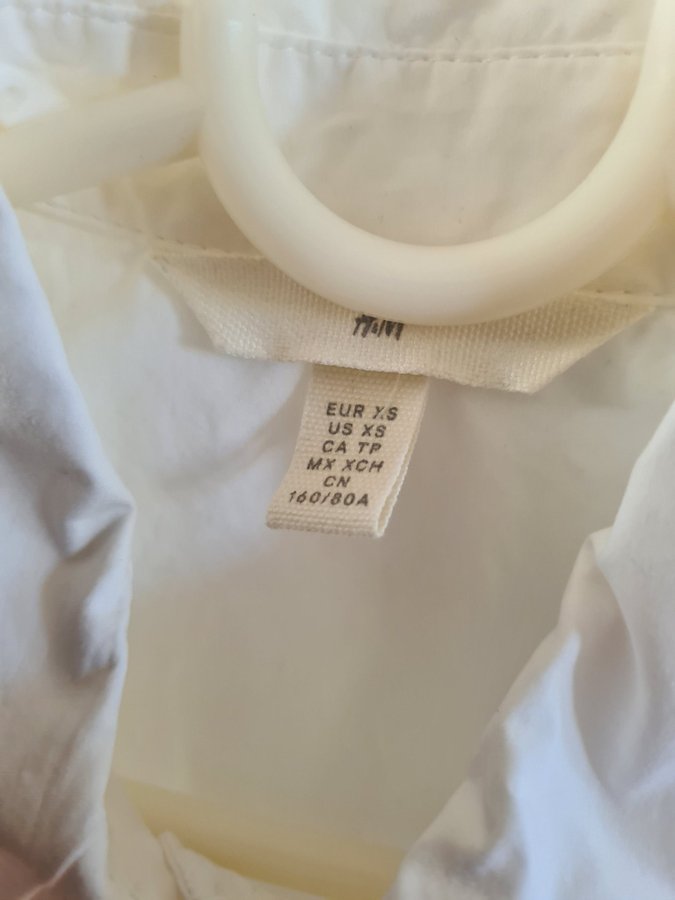 H&M
EUR XS
US XS
CA TP
MX XCH
CN
160/80A